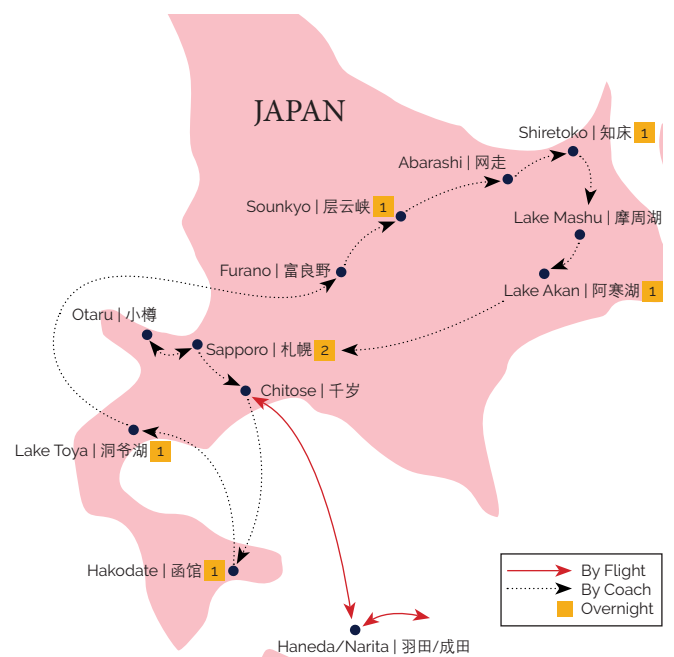 JAPAN
Shiretoko | 知床 1
Abarashi | 网走
Sounkyo | 层云峡 1
Lake Mashu | 摩周湖
Furano | 富良野
Lake Akan | 阿寒湖 1
Otaru | 小樽
Sapporo | 札幌 2
Chitose | 千岁
Lake Toya | 洞爷湖 1
Hakodate | 函馆 1
By Flight
By Coach
Overnight
Haneda/Narita | 羽田/成田